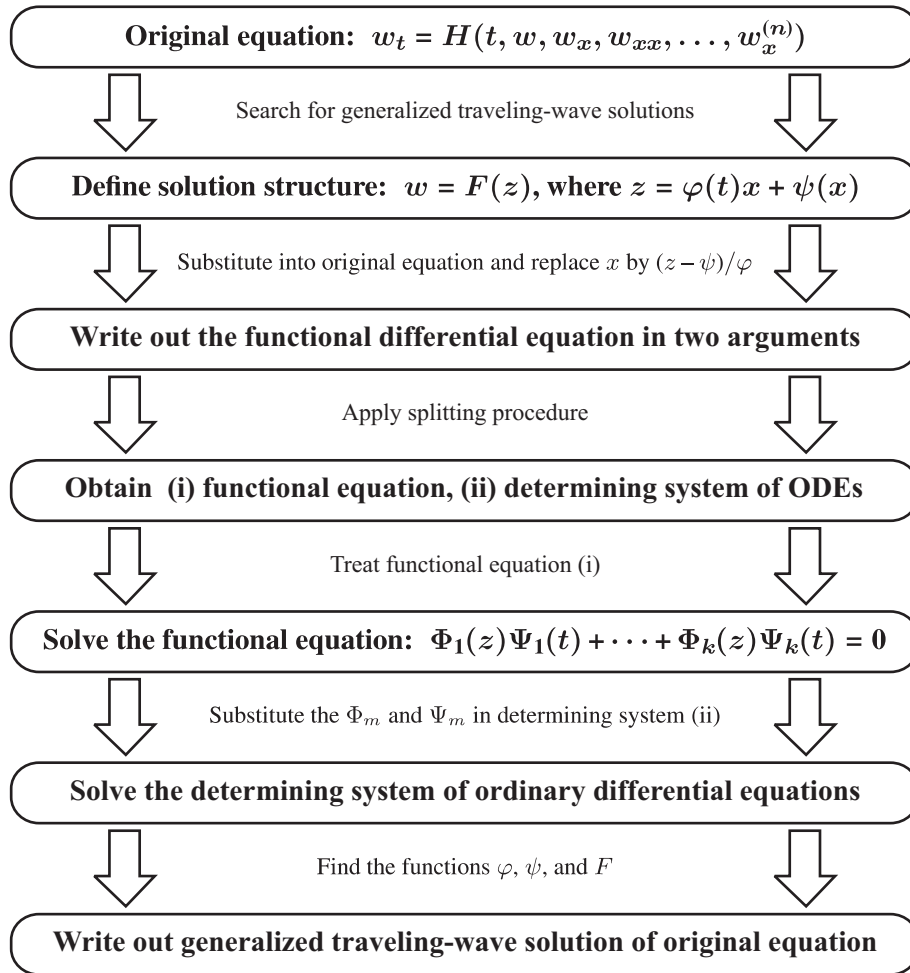 Original equation: w_t = H(t, w, w_x, w_xx, . . . , w_x^(n))
Search for generalized traveling-wave solutions
Define solution structure: w = F(z), where z = φ(t)x + ψ(x)
Substitute into original equation and replace x by (z – ψ)/φ
Write out the functional differential equation in two arguments
Apply splitting procedure
Obtain (i) functional equation, (ii) determining system of ODEs
Treat functional equation (i)
Solve the functional equation: Φ_1(z)Ψ_1(t) + · · · + Φ_k(z)Ψ_k(t) = 0
Substitute the Φ_m and Ψ_m in determining system (ii)
Solve the determining system of ordinary differential equations
Find the functions φ, ψ, and F
Write out generalized traveling-wave solution of original equation